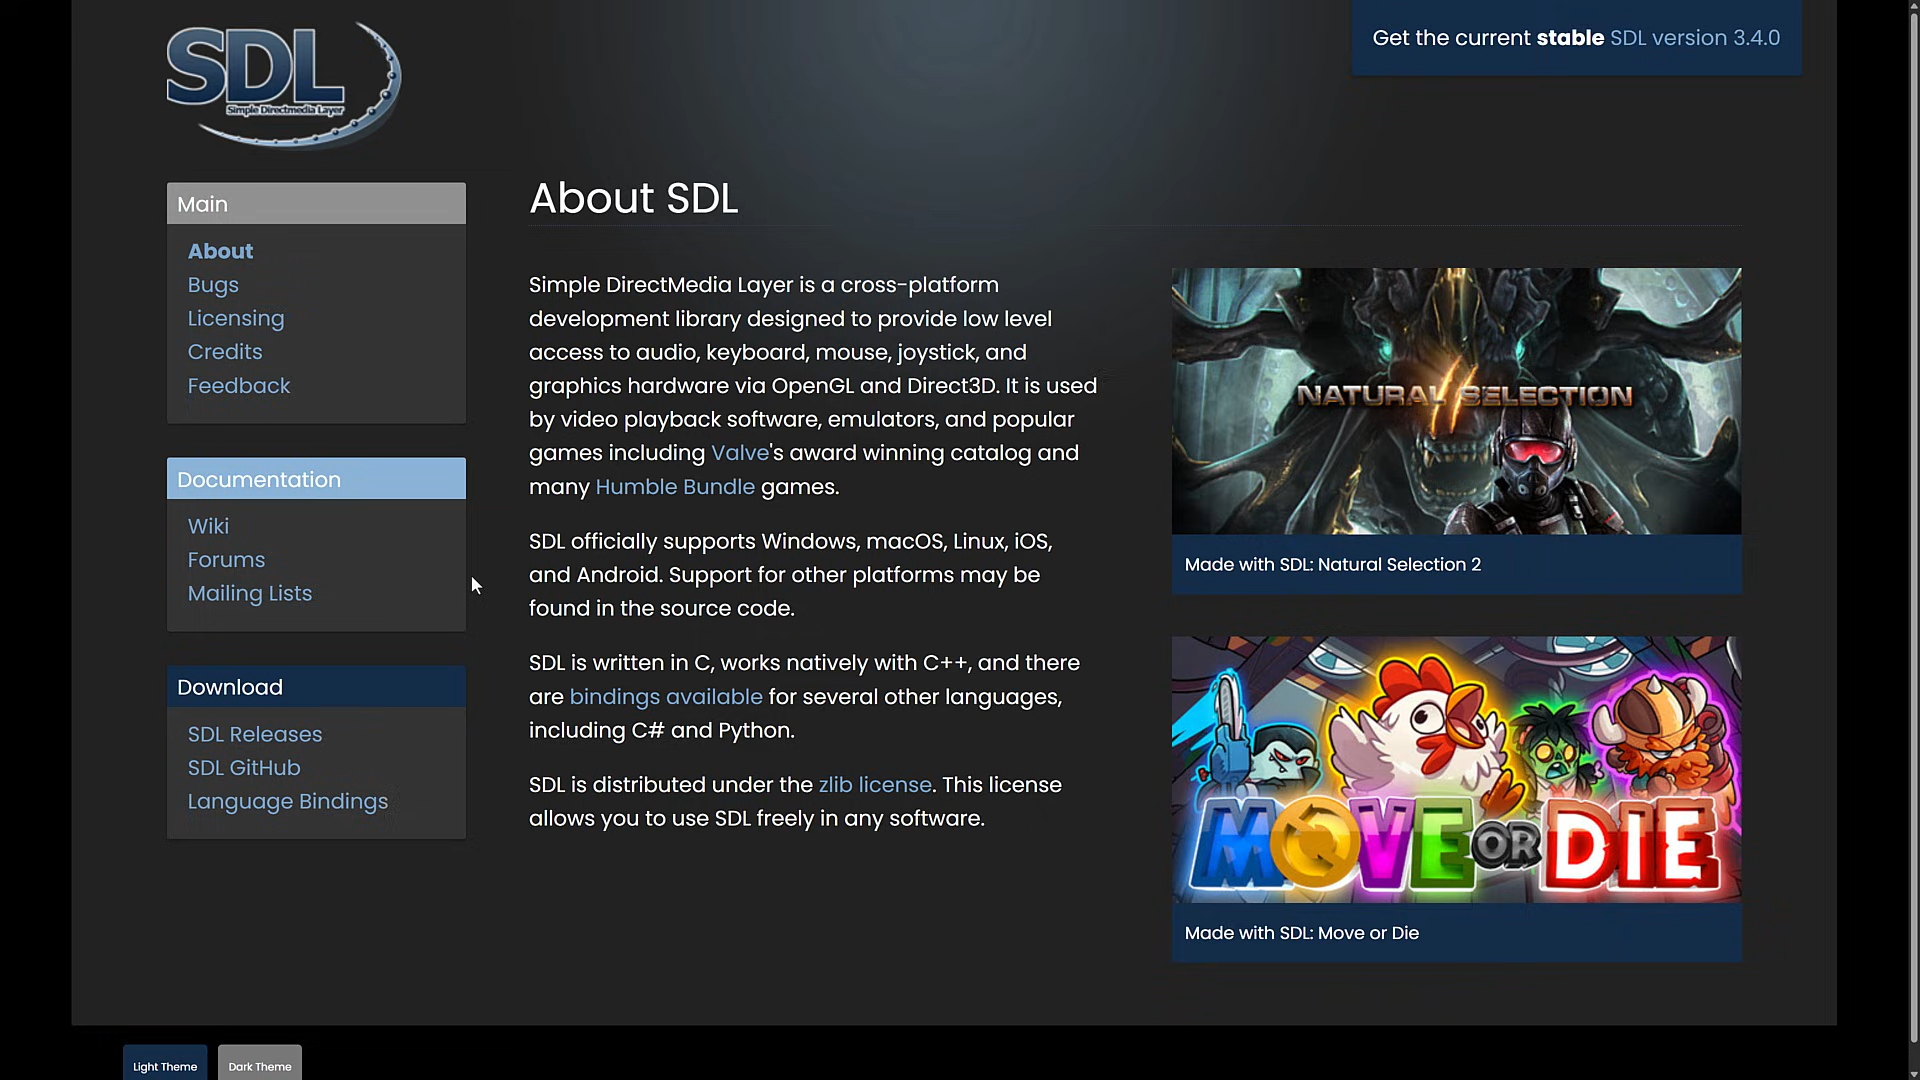 SDL
Simple Directmedia Layer
Get the current stable SDL version 3.4.0
Main
About
Bugs
Licensing
Credits
Feedback
Documentation
Wiki
Forums
Mailing Lists
Download
SDL Releases
SDL GitHub
Language Bindings
About SDL
Simple DirectMedia Layer is a cross-platform
development library designed to provide low level
access to audio, keyboard, mouse, joystick, and
graphics hardware via OpenGL and Direct3D. It is used
by video playback software, emulators, and popular
games including Valve's award winning catalog and
many Humble Bundle games.
SDL officially supports Windows, macOS, Linux, iOS,
and Android. Support for other platforms may be
found in the source code.
SDL is written in C, works natively with C++, and there
are bindings available for several other languages,
including C# and Python.
SDL is distributed under the zlib license. This license
allows you to use SDL freely in any software.
NATURAL SELECTION
Made with SDL: Natural Selection 2
MOVE OR DIE
Made with SDL: Move or Die
Light Theme
Dark Theme